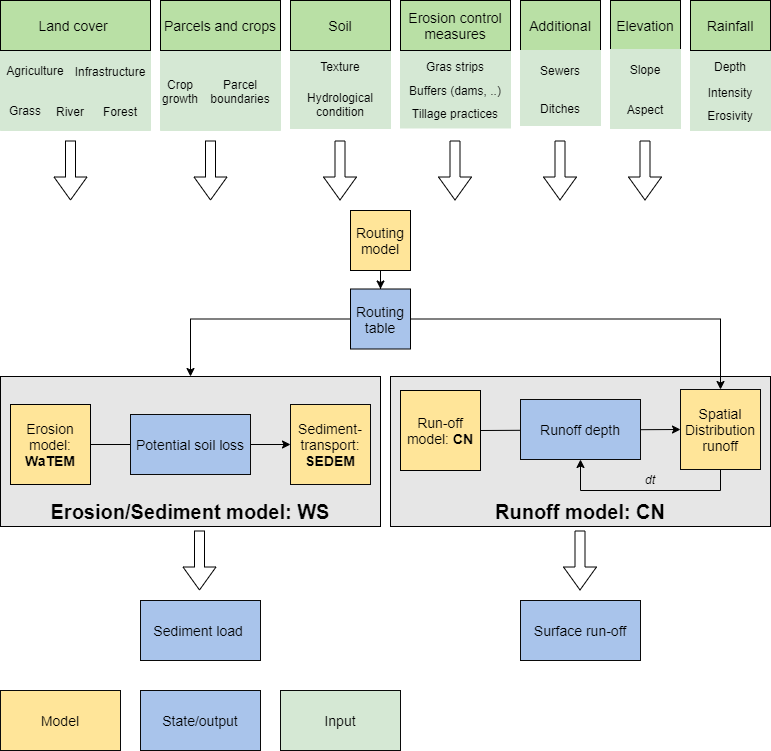 Land cover
Parcels and crops
Soil
Erosion control
measures
Additional
Elevation
Rainfall
Agriculture
Infrastructure
Grass
River
Forest
Crop
growth
Parcel
boundaries
Texture
Hydrological
condition
Gras strips
Buffers (dams, ..)
Tillage practices
Sewers
Ditches
Slope
Aspect
Depth
Intensity
Erosivity
Routing
model
Routing
table
Erosion
model:
WaTEM
Potential soil loss
Sediment-
transport:
SEDEM
Erosion/Sediment model: WS
Run-off
model: CN
Runoff depth
Spatial
Distribution
runoff
dt
Runoff model: CN
Sediment load
Surface run-off
Model
State/output
Input